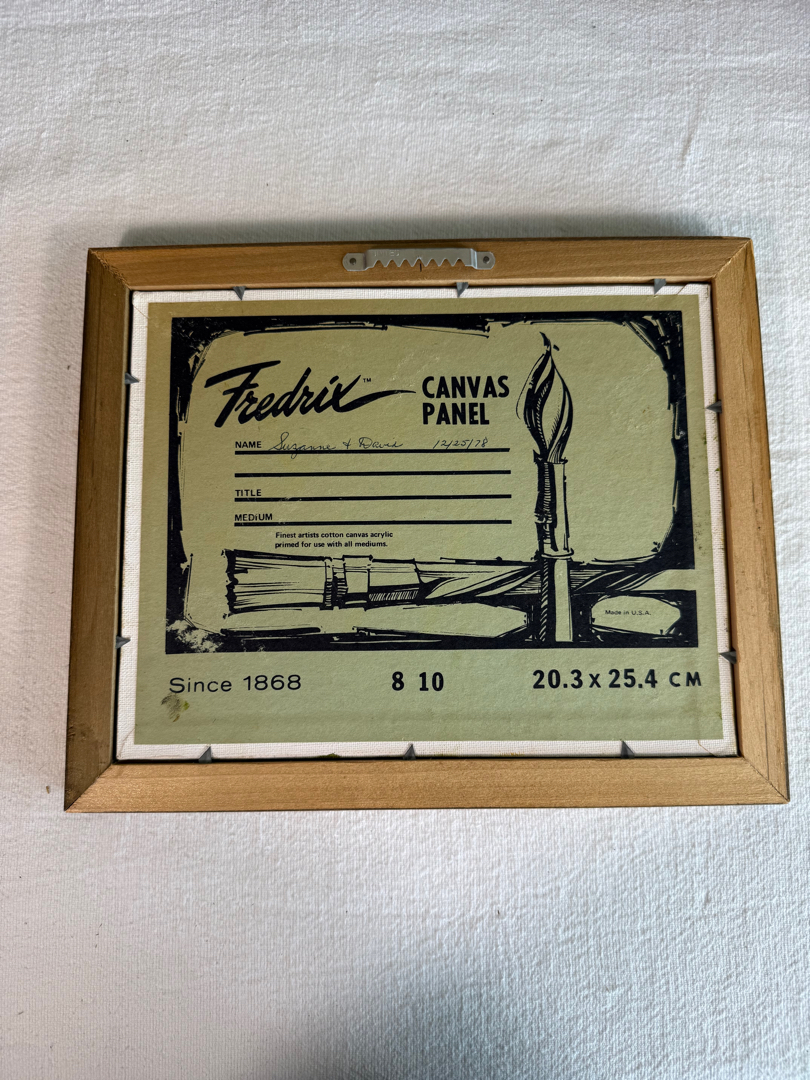 Fredrix™ CANVAS PANEL
NAME Suzanne + David 12/25/78
TITLE
MEDIUM
Finest artists cotton canvas acrylic
primed for use with all mediums.
Made in U.S.A.
Since 1868 8 10 20.3 x 25.4 CM